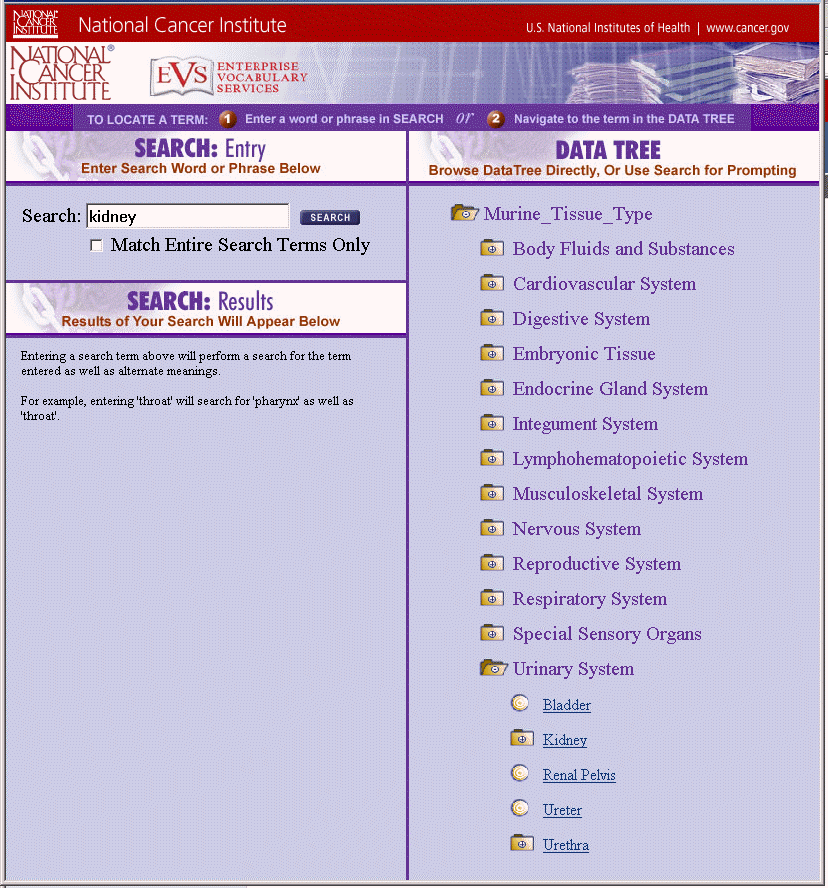 NATIONAL
CANCER
INSTITUTE
National Cancer Institute
U.S. National Institutes of Health | www.cancer.gov
NATIONAL®
CANCER
INSTITUTE
EVS
ENTERPRISE
VOCABULARY
SERVICES
TO LOCATE A TERM: 1 Enter a word or phrase in SEARCH or 2 Navigate to the term in the DATA TREE
SEARCH: Entry
Enter Search Word or Phrase Below
Search: kidney SEARCH
Match Entire Search Terms Only
SEARCH: Results
Results of Your Search Will Appear Below
Entering a search term above will perform a search for the term
entered as well as alternate meanings.
For example, entering 'throat' will search for 'pharynx' as well as
'throat'.
DATA TREE
Browse DataTree Directly, Or Use Search for Prompting
Murine_Tissue_Type
Body Fluids and Substances
Cardiovascular System
Digestive System
Embryonic Tissue
Endocrine Gland System
Integument System
Lymphohematopoietic System
Musculoskeletal System
Nervous System
Reproductive System
Respiratory System
Special Sensory Organs
Urinary System
Bladder
Kidney
Renal Pelvis
Ureter
Urethra